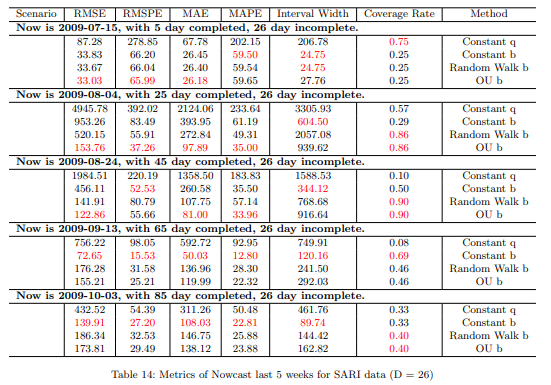 Scenario RMSE RMSPE MAE MAPE Interval Width Coverage Rate Method
Now is 2009-07-15, with 5 day completed, 26 day incomplete.
87.28 278.85 67.78 202.15 206.78 0.75 Constant q
33.83 66.20 26.45 59.50 24.75 0.25 Constant b
33.67 66.04 26.40 59.54 24.75 0.25 Random Walk b
33.03 65.99 26.18 59.65 27.76 0.25 OU b
Now is 2009-08-04, with 25 day completed, 26 day incomplete.
4945.78 392.02 2124.06 233.64 3305.93 0.57 Constant q
953.26 83.49 393.95 61.19 604.50 0.29 Constant b
520.15 55.91 272.84 49.31 2057.08 0.86 Random Walk b
153.76 37.26 97.89 35.00 939.62 0.86 OU b
Now is 2009-08-24, with 45 day completed, 26 day incomplete.
1984.51 220.19 1358.50 183.83 1588.53 0.10 Constant q
456.11 52.53 260.58 35.50 344.12 0.50 Constant b
141.91 80.79 107.75 57.14 768.68 0.90 Random Walk b
122.86 55.66 81.00 33.96 916.64 0.90 OU b
Now is 2009-09-13, with 65 day completed, 26 day incomplete.
756.22 98.05 592.72 92.95 749.91 0.08 Constant q
72.65 15.53 50.03 12.80 120.16 0.69 Constant b
176.28 31.58 136.96 28.30 241.50 0.46 Random Walk b
155.21 25.21 119.99 22.32 292.03 0.46 OU b
Now is 2009-10-03, with 85 day completed, 26 day incomplete.
432.52 54.39 311.26 50.48 461.76 0.33 Constant q
139.91 27.20 108.03 22.81 89.74 0.33 Constant b
186.34 32.53 146.75 25.88 144.42 0.40 Random Walk b
173.81 29.49 138.12 23.88 162.82 0.40 OU b
Table 14: Metrics of Nowcast last 5 weeks for SARI data (D = 26)